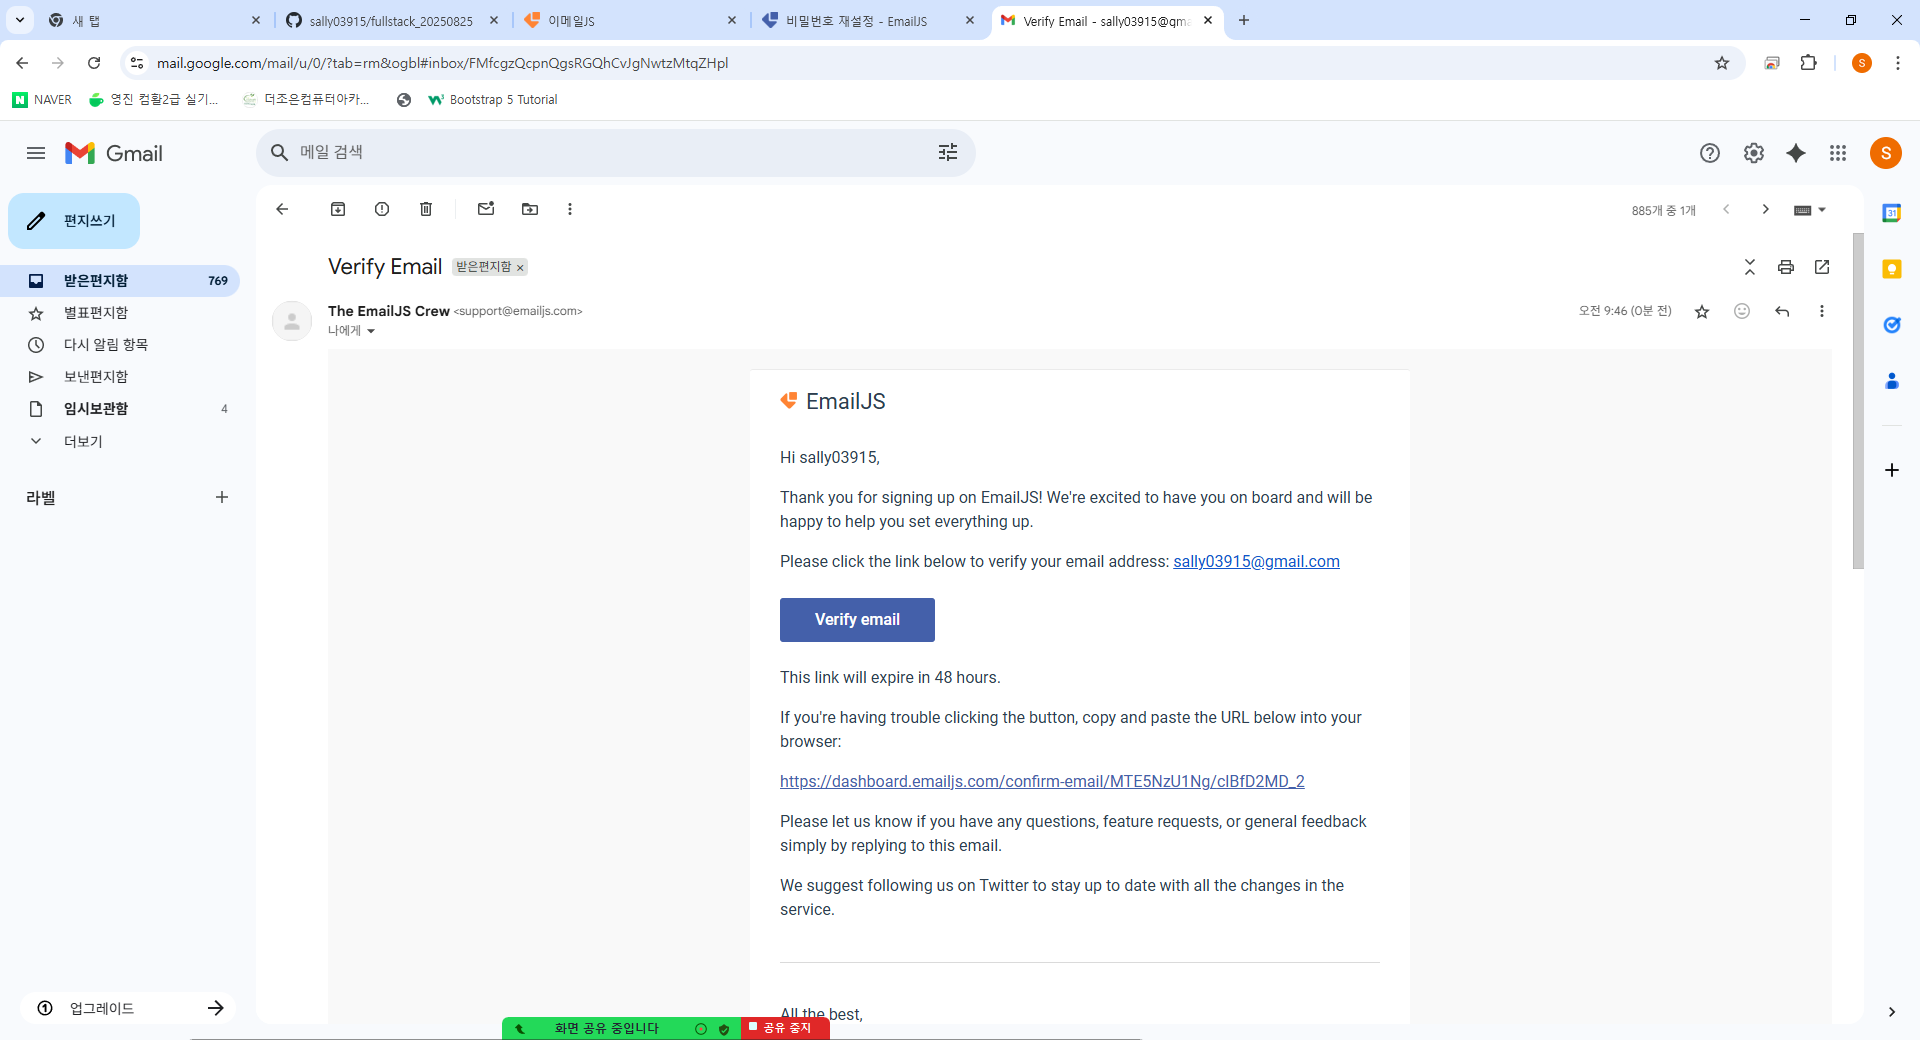 새 탭
sally03915/fullstack_20250825
이메일JS
비밀번호 재설정 - EmailJS
Verify Email - sally03915@gma
mail.google.com/mail/u/0/?tab=rm&ogbl#inbox/FMfcgzQcpnQgsRGQhCvJgNwtzMtqZHpl
S
NAVER
영진 컴활2급 실기...
더조은컴퓨터아카...
Bootstrap 5 Tutorial
Gmail
메일 검색
S
편지쓰기
885개 중 1개
받은편지함 769
별표편지함
다시 알림 항목
보낸편지함
임시보관함 4
더보기
라벨
업그레이드
Verify Email 받은편지함 ×
The EmailJS Crew <support@emailjs.com>
오전 9:46 (0분 전)
나에게
EmailJS
Hi sally03915,
Thank you for signing up on EmailJS! We're excited to have you on board and will be
happy to help you set everything up.
Please click the link below to verify your email address: sally03915@gmail.com
Verify email
This link will expire in 48 hours.
If you're having trouble clicking the button, copy and paste the URL below into your
browser:
https://dashboard.emailjs.com/confirm-email/MTE5NzU1Ng/clBfD2MD_2
Please let us know if you have any questions, feature requests, or general feedback
simply by replying to this email.
We suggest following us on Twitter to stay up to date with all the changes in the
service.
All the best,
화면 공유 중입니다
공유 중지
31